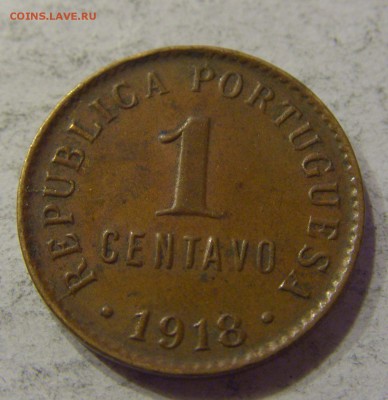 COINS.LAVE.RU
REPUBLICA PORTUGUESA
1
CENTAVO
· 1918 ·